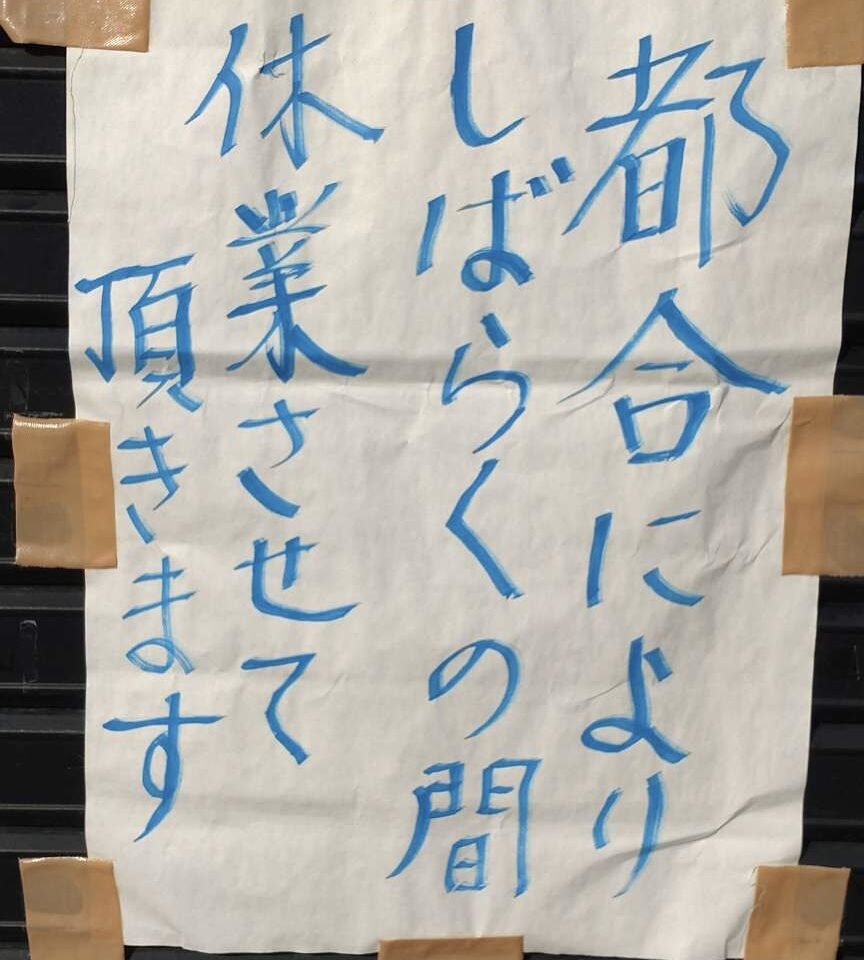 都合により
しばらくの間
休業させて
頂きます